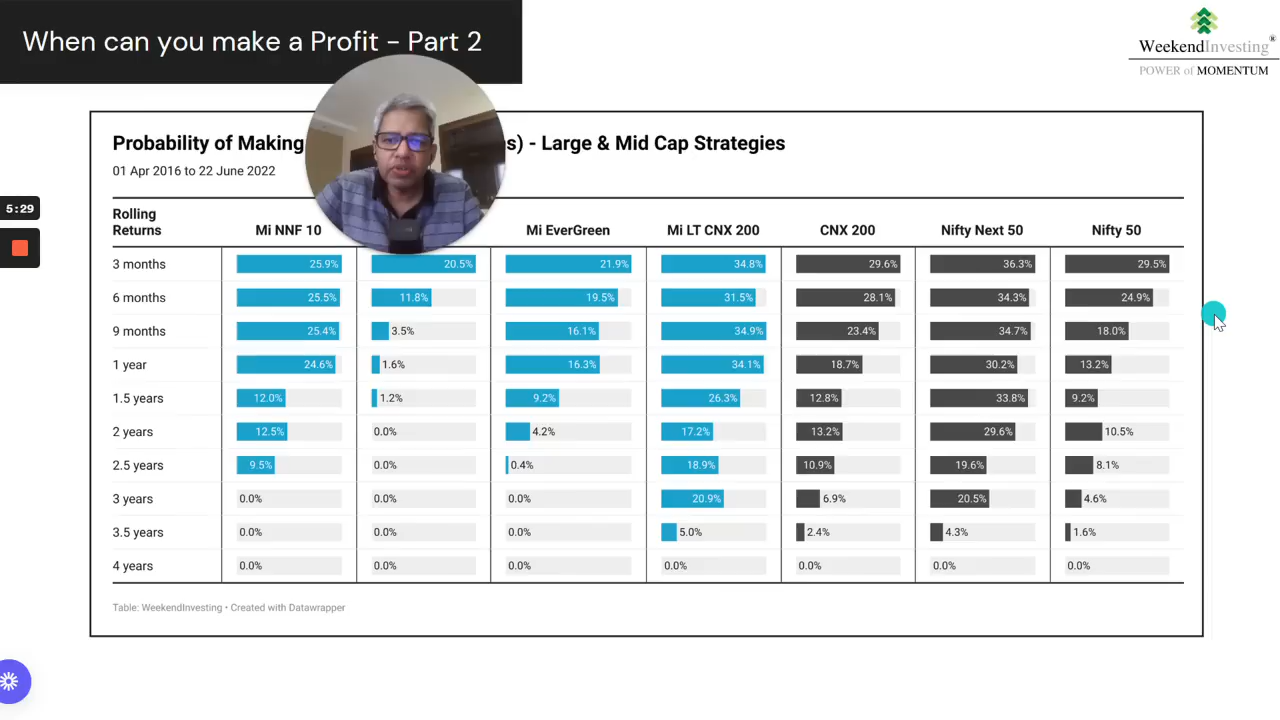 When can you make a Profit - Part 2
WeekendInvesting®
POWER of MOMENTUM
Probability of Making s) - Large & Mid Cap Strategies
01 Apr 2016 to 22 June 2022
5:29
Rolling
Returns Mi NNF 10 Mi EverGreen Mi LT CNX 200 CNX 200 Nifty Next 50 Nifty 50
3 months 25.9% 20.5% 21.9% 34.8% 29.6% 36.3% 29.5%
6 months 25.5% 11.8% 19.5% 31.5% 28.1% 34.3% 24.9%
9 months 25.4% 3.5% 16.1% 34.9% 23.4% 34.7% 18.0%
1 year 24.6% 1.6% 16.3% 34.1% 18.7% 30.2% 13.2%
1.5 years 12.0% 1.2% 9.2% 26.3% 12.8% 33.8% 9.2%
2 years 12.5% 0.0% 4.2% 17.2% 13.2% 29.6% 10.5%
2.5 years 9.5% 0.0% 0.4% 18.9% 10.9% 19.6% 8.1%
3 years 0.0% 0.0% 0.0% 20.9% 6.9% 20.5% 4.6%
3.5 years 0.0% 0.0% 0.0% 5.0% 2.4% 4.3% 1.6%
4 years 0.0% 0.0% 0.0% 0.0% 0.0% 0.0% 0.0%
Table: WeekendInvesting • Created with Datawrapper